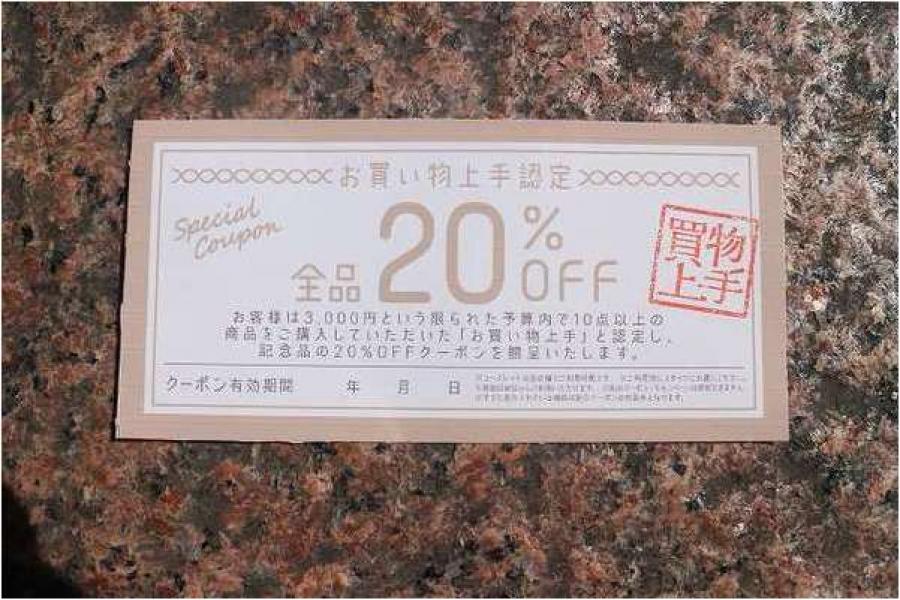 お買い物上手認定
Special
Coupon
全品20%OFF
買物
上手
お客様は3,000円という限られた予算内で10点以上の
商品をご購入していただいた「お買い物上手」と認定し、
記念品の20%OFFクーポンを贈呈いたします。
クーポン有効期間 年 月 日